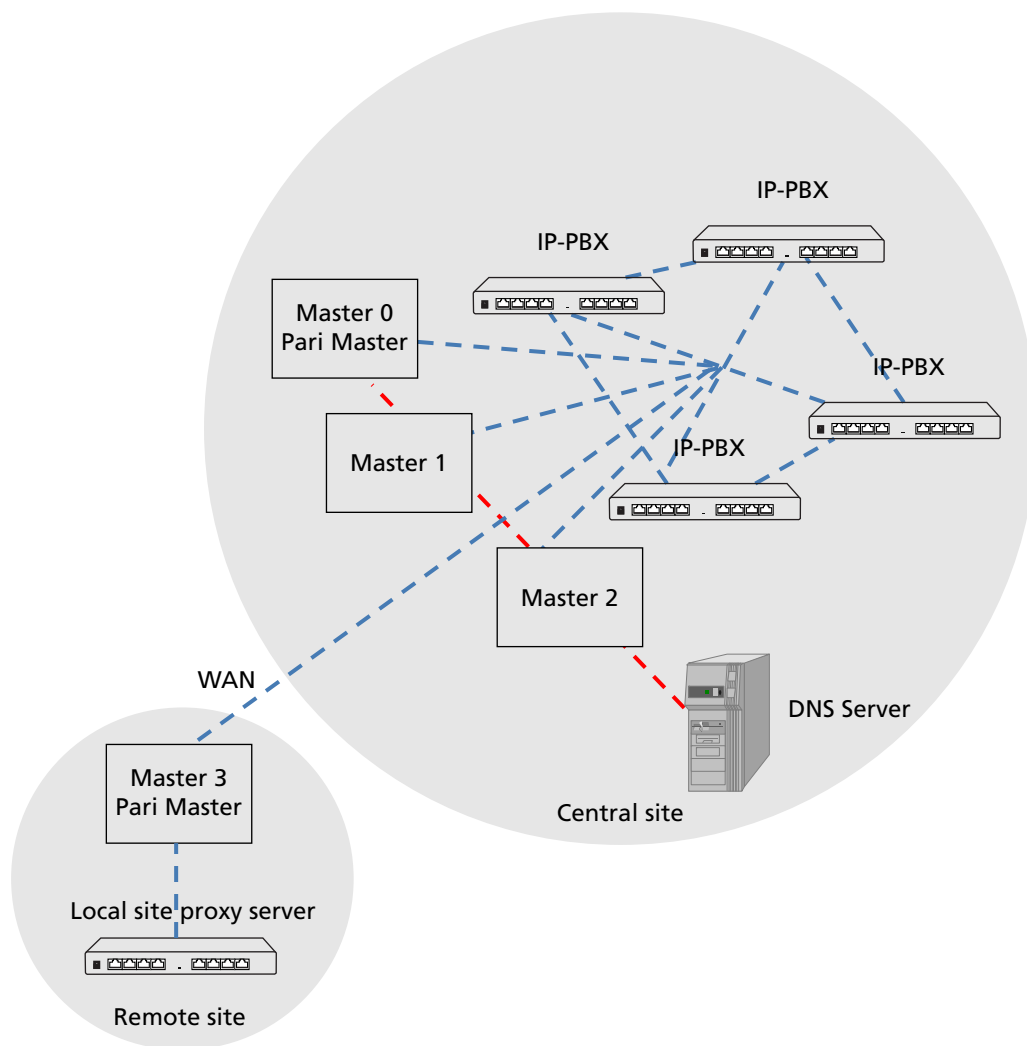 IP-PBX
IP-PBX
Master 0
Pari Master
IP-PBX
Master 1
IP-PBX
Master 2
WAN
DNS Server
Master 3
Pari Master
Central site
Local site proxy server
Remote site